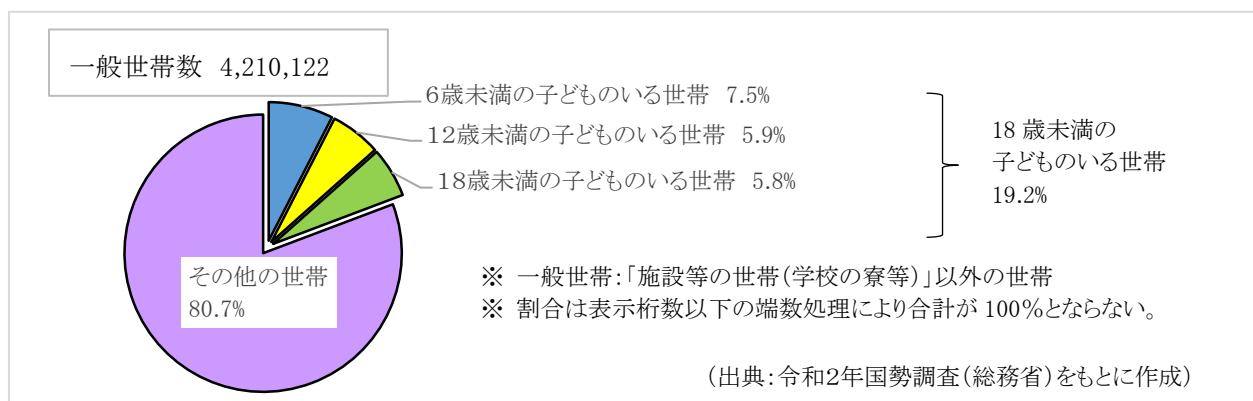 一般世帯数 4,210,122
6歳未満の子どものいる世帯 7.5%
12歳未満の子どものいる世帯 5.9%
18歳未満の子どものいる世帯 5.8%
18 歳未満の
子どものいる世帯
19.2%
その他の世帯
80.7%
※ 一般世帯:「施設等の世帯(学校の寮等)」以外の世帯
※ 割合は表示桁数以下の端数処理により合計が 100%とならない。
(出典:令和2年国勢調査(総務省)をもとに作成)